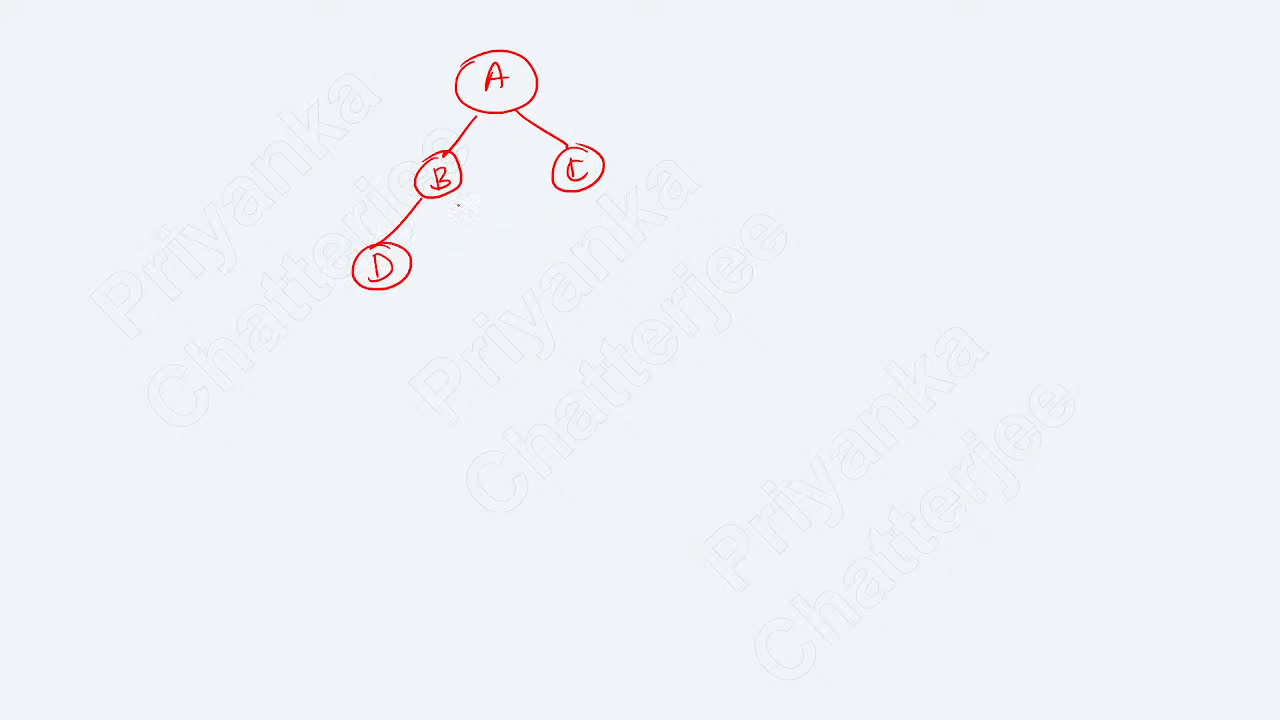 A
B
C
D
Priyanka
Chatterjee
Priyanka
Chatterjee
Priyanka
Chatterjee